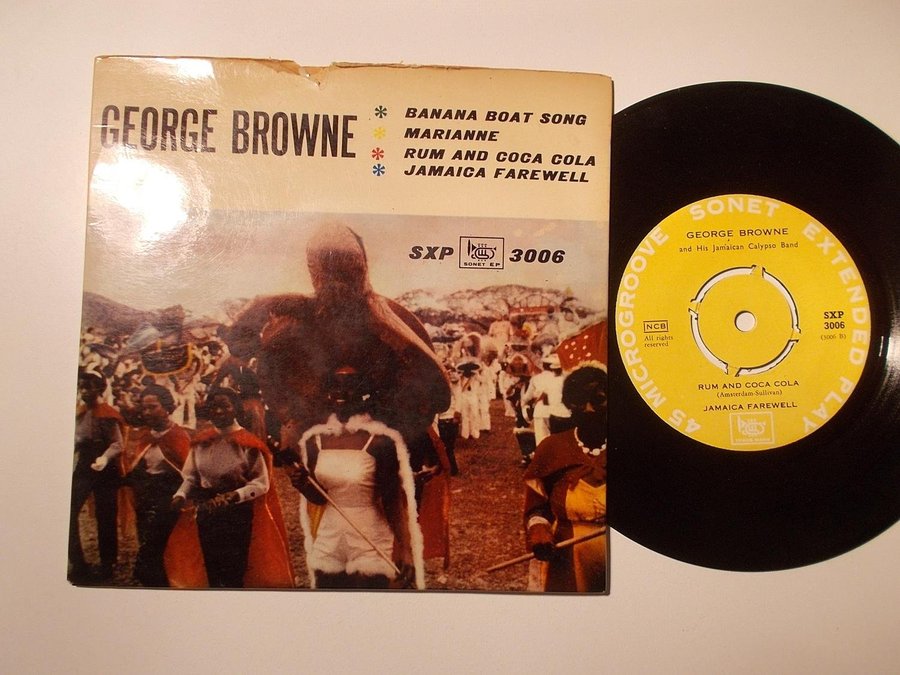 GEORGE BROWNE
* BANANA BOAT SONG
* MARIANNE
* RUM AND COCA COLA
* JAMAICA FAREWELL
SXP SONET EP 3006
45 MICROGROOVE SONET EXTENDED PLAY
GEORGE BROWNE
and His Jamaican Calypso Band
NCB
All rights
reserved
SXP
3006
(3006 B)
RUM AND COCA COLA
(Amsterdam-Sullivan)
JAMAICA FAREWELL
TRADE MARK